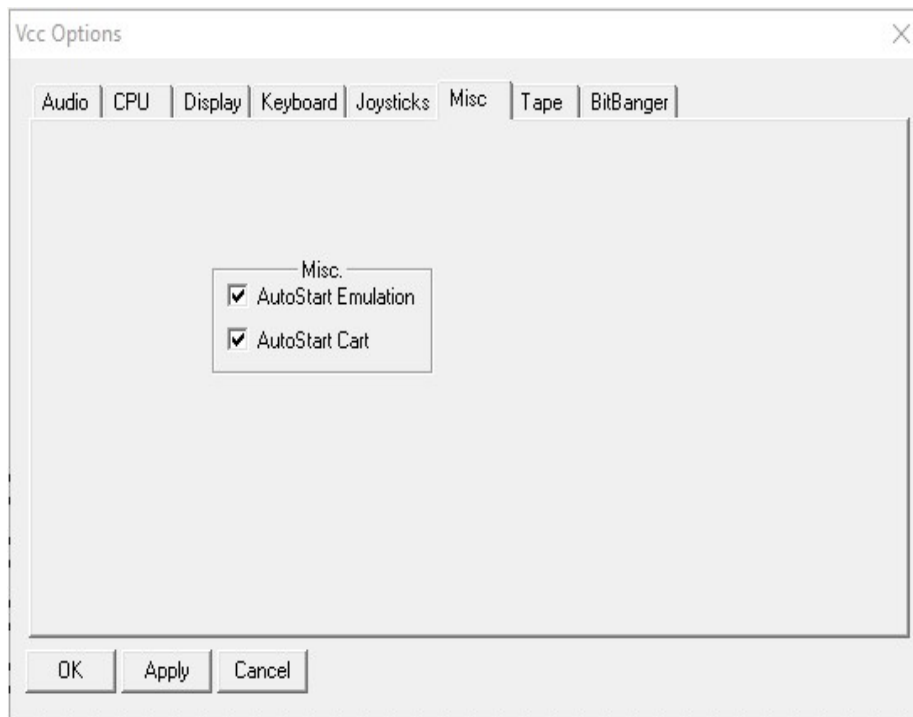 Vcc Options
Audio CPU Display Keyboard Joysticks Misc Tape BitBanger
Misc.
AutoStart Emulation
AutoStart Cart
OK Apply Cancel